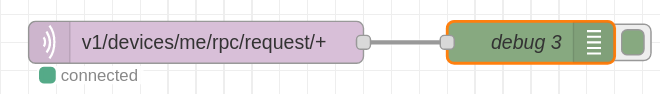 v1/devices/me/rpc/request/+
debug 3
connected